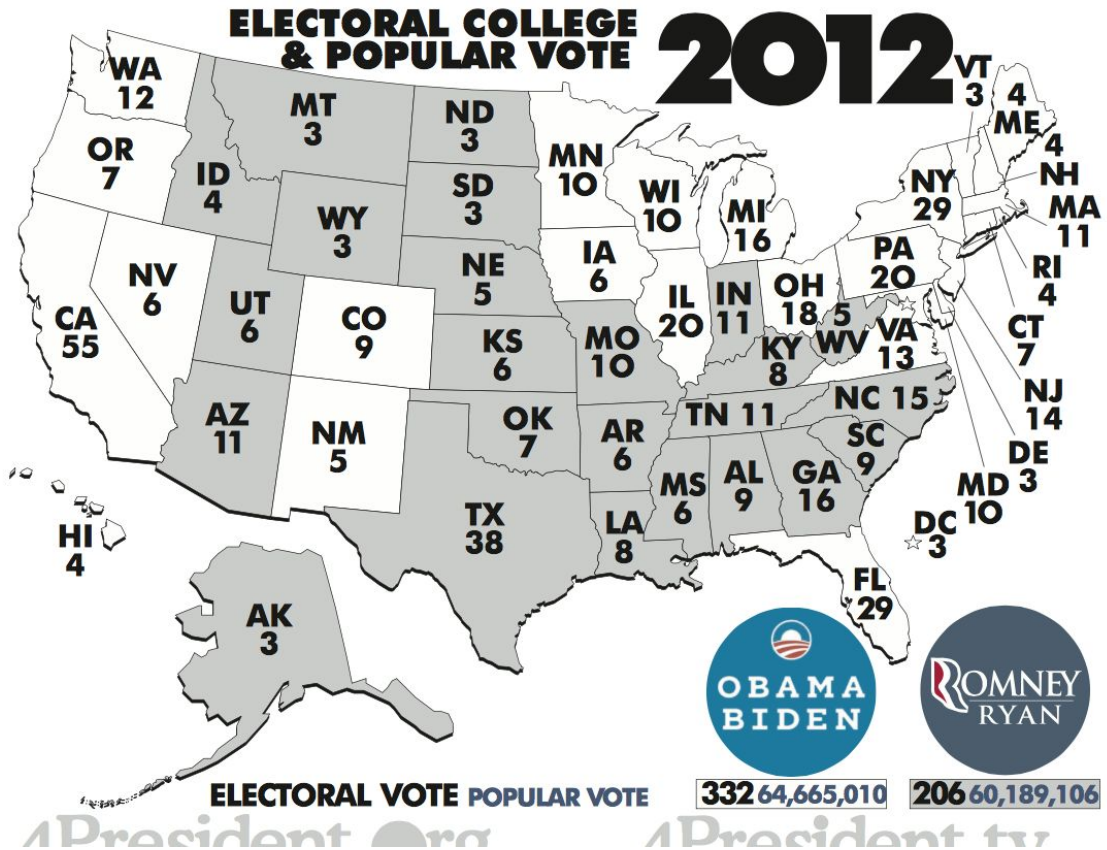 ELECTORAL COLLEGE
& POPULAR VOTE
2012
WA
12
OR
7
CA
55
NV
6
ID
4
MT
3
WY
3
UT
6
AZ
11
CO
9
NM
5
ND
3
SD
3
NE
5
KS
6
OK
7
TX
38
MN
10
IA
6
MO
10
AR
6
LA
8
WI
10
IL
20
MI
16
IN
11
OH
18
KY
8
TN 11
MS
6
AL
9
GA
16
FL
29
SC
9
NC 15
VA
13
5
WV
PA
20
NY
29
VT
3
4
ME
4
NH
MA
11
RI
4
CT
7
NJ
14
DE
3
MD
10
DC
3
HI
4
AK
3
OBAMA
BIDEN
ROMNEY
RYAN
ELECTORAL VOTE POPULAR VOTE
332 64,665,010
206 60,189,106
4President.org
4President.tv